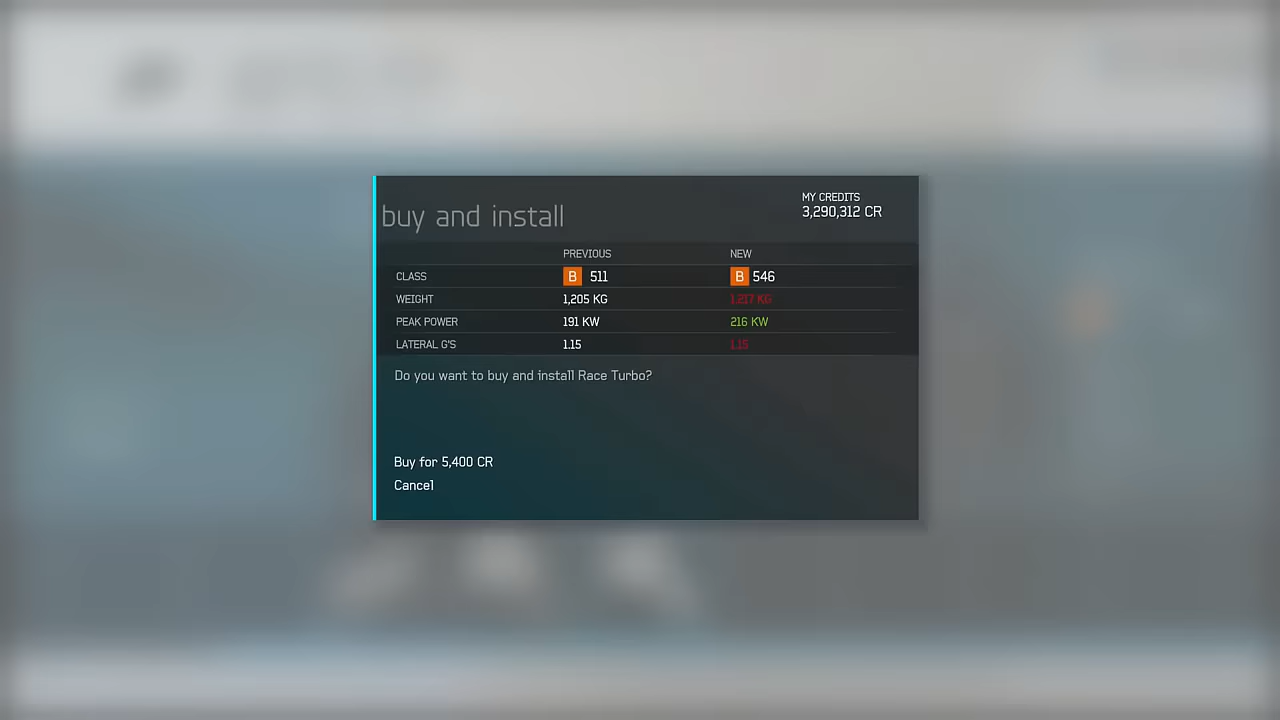 buy and install
MY CREDITS
3,290,312 CR
PREVIOUS NEW
CLASS B 511 B 546
WEIGHT 1,205 KG 1,217 KG
PEAK POWER 191 KW 216 KW
LATERAL G'S 1.15 1.15
Do you want to buy and install Race Turbo?
Buy for 5,400 CR
Cancel